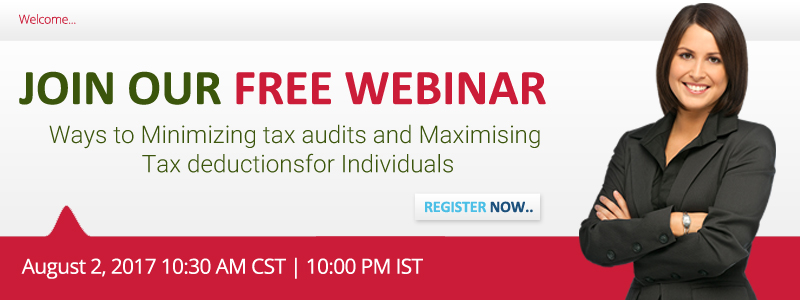 Welcome...
JOIN OUR FREE WEBINAR
Ways to Minimizing tax audits and Maximising
Tax deductionsfor Individuals
REGISTER NOW..
August 2, 2017 10:30 AM CST | 10:00 PM IST